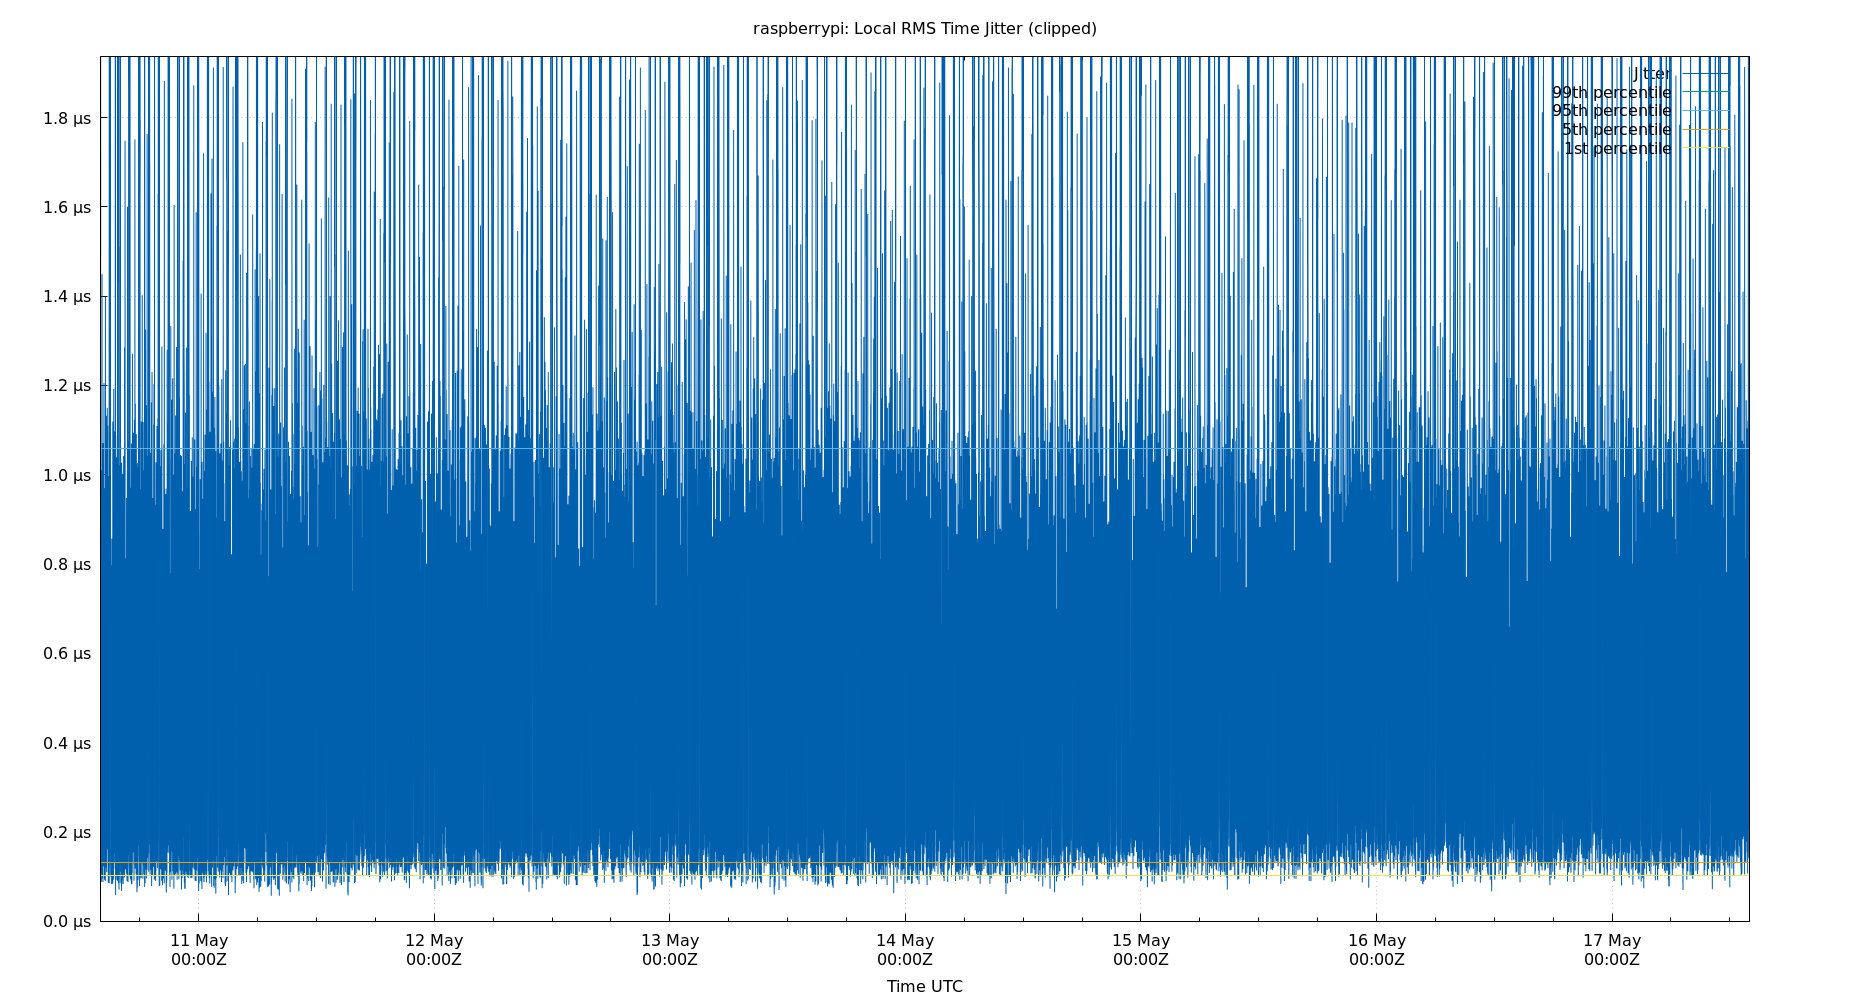 raspberrypi: Local RMS Time Jitter (clipped)
Jitter
99th percentile
95th percentile
5th percentile
1st percentile
1.8 µs
1.6 µs
1.4 µs
1.2 µs
1.0 µs
0.8 µs
0.6 µs
0.4 µs
0.2 µs
0.0 µs
11 May 12 May 13 May 14 May 15 May 16 May 17 May
00:00Z 00:00Z 00:00Z 00:00Z 00:00Z 00:00Z 00:00Z
Time UTC